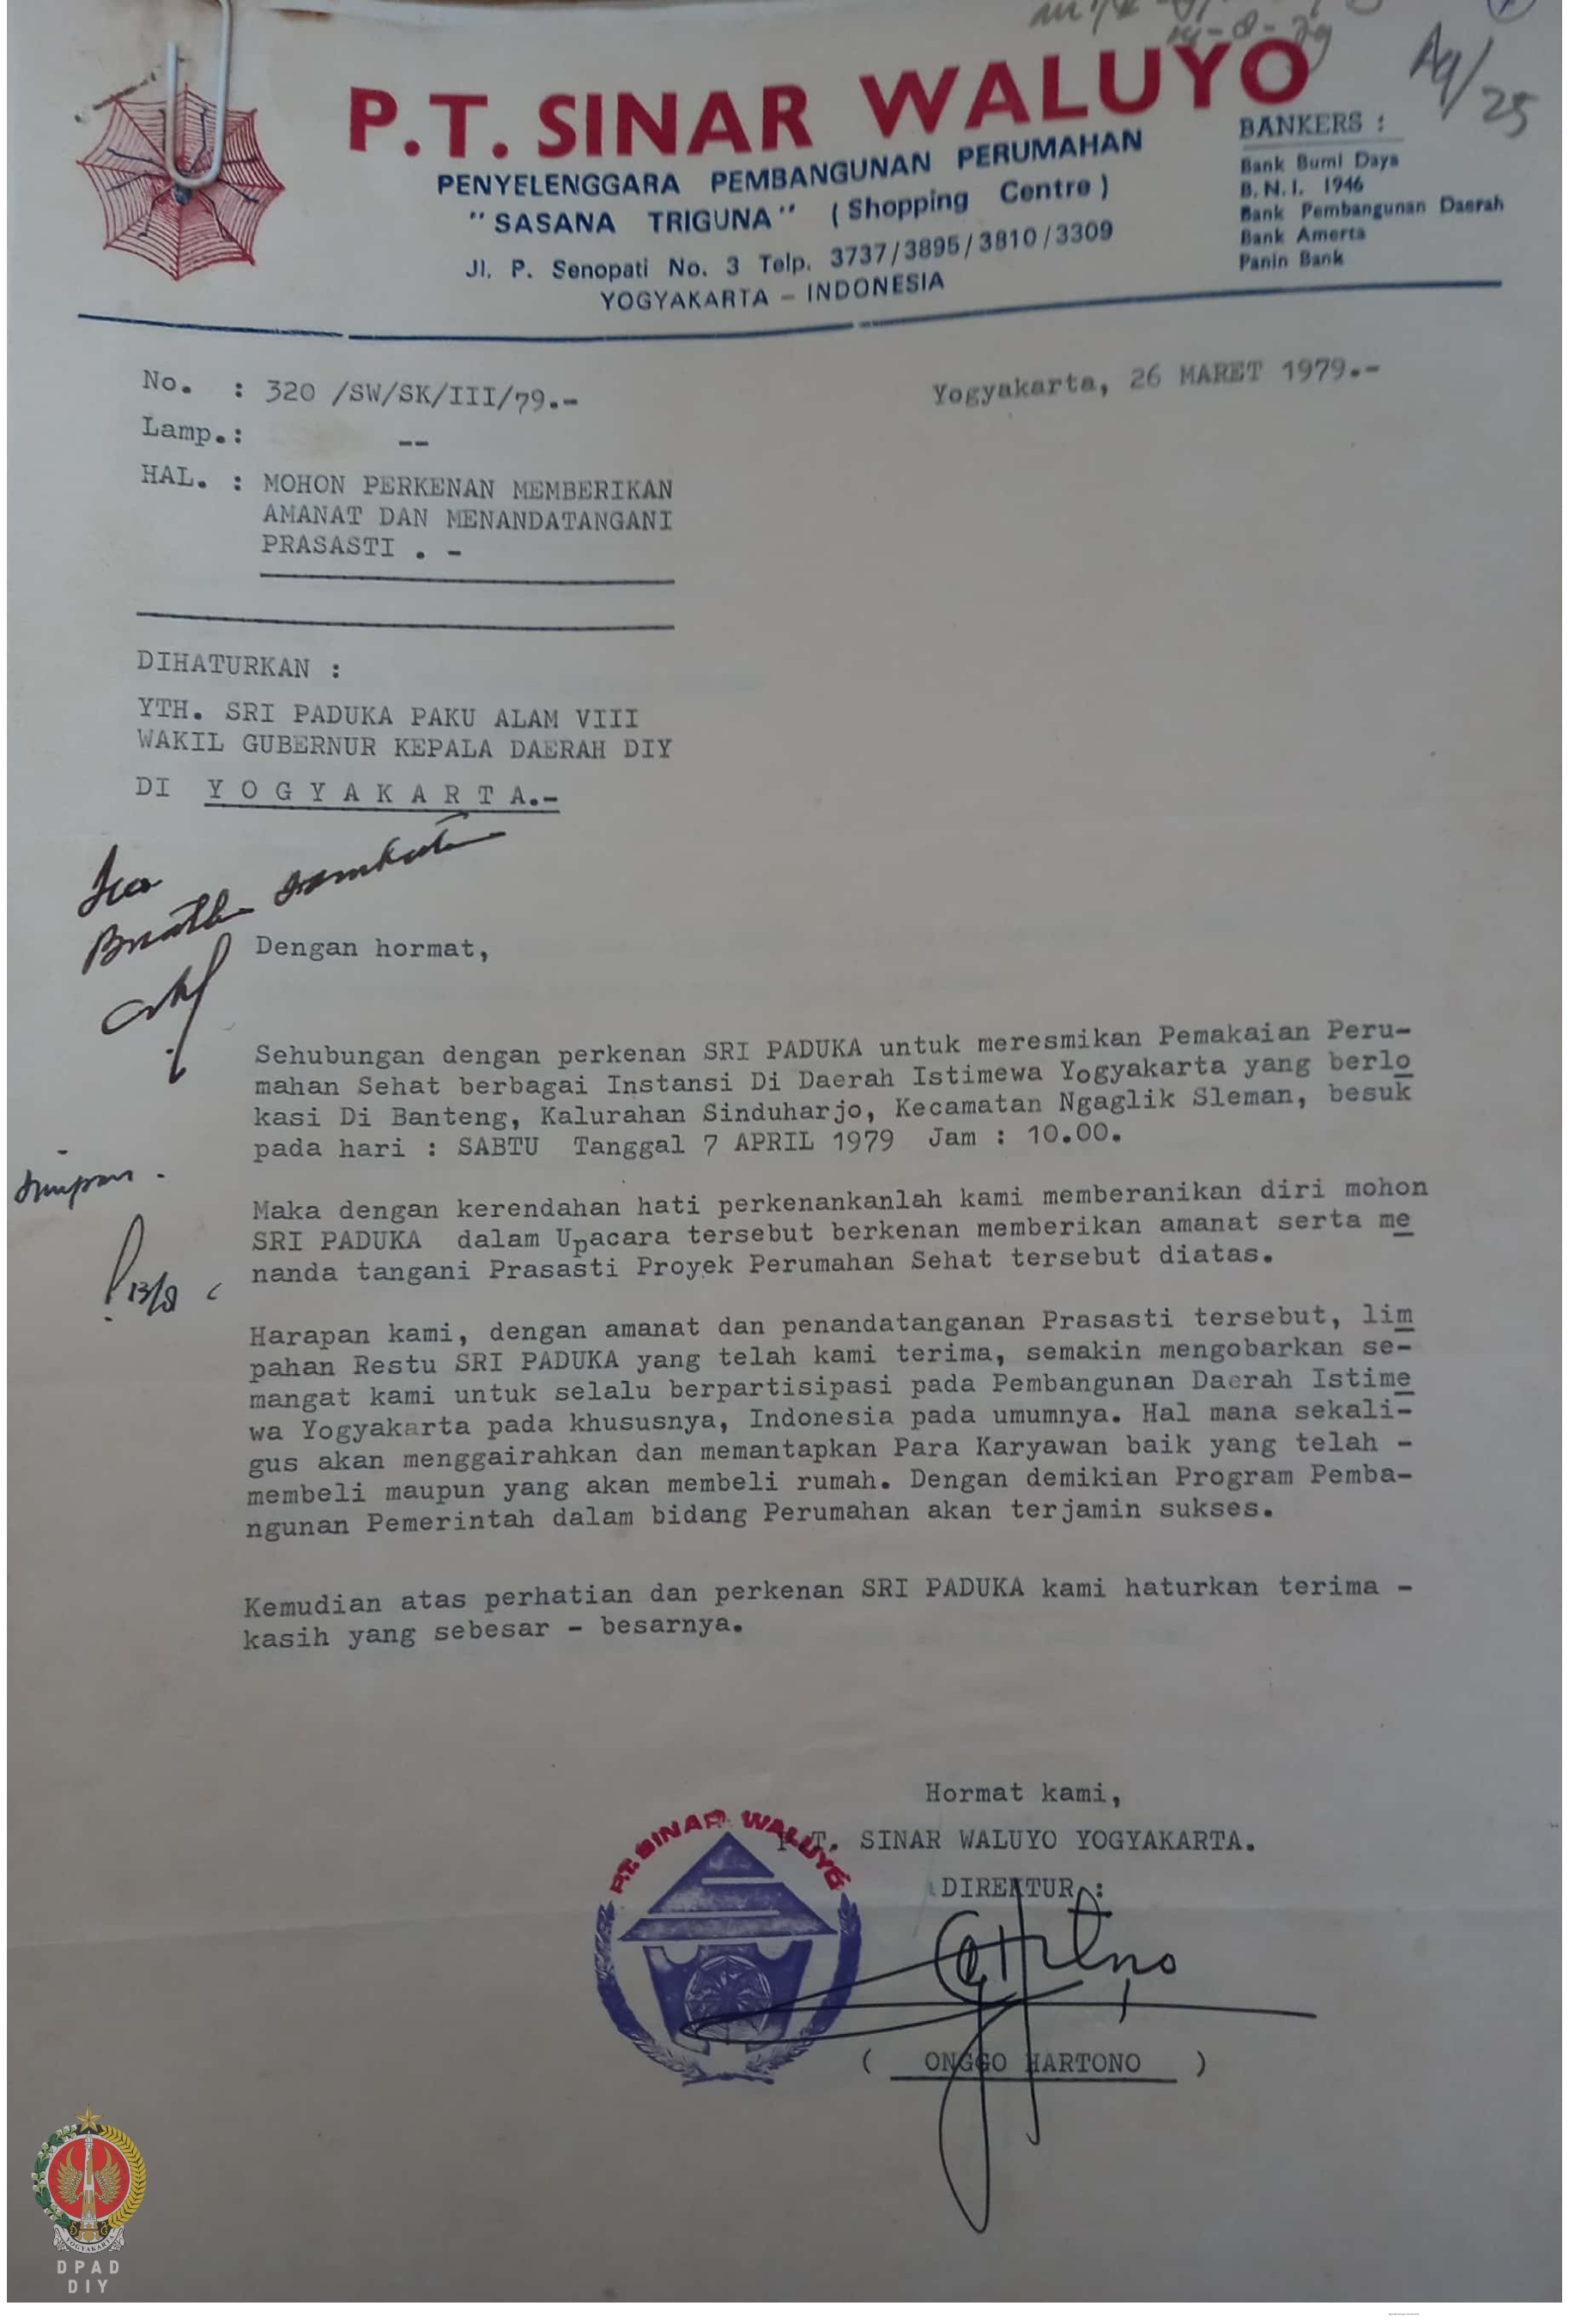 P.T. SINAR WALUYO
PENYELENGGARA PEMBANGUNAN PERUMAHAN
"SASANA TRIGUNA" (Shopping Centre)
Jl. P. Senopati No. 3 Telp. 3737/3895/3810/3309
YOGYAKARTA – INDONESIA
BANKERS :
Bank Bumi Daya
B.N.I. 1946
Bank Pembangunan Daerah
Bank Amerta
Panin Bank
Ag/25
No. : 320 /SW/SK/III/79.-
Yogyakarta, 26 MARET 1979.-
Lamp.: --
HAL. : MOHON PERKENAN MEMBERIKAN
AMANAT DAN MENANDATANGANI
PRASASTI . -
DIHATURKAN :
YTH. SRI PADUKA PAKU ALAM VIII
WAKIL GUBERNUR KEPALA DAERAH DIY
DI Y O G Y A K A R T A.-
Dengan hormat,
Sehubungan dengan perkenan SRI PADUKA untuk meresmikan Pemakaian Peru-
mahan Sehat berbagai Instansi Di Daerah Istimewa Yogyakarta yang berlo
kasi Di Banteng, Kalurahan Sinduharjo, Kecamatan Ngaglik Sleman, besuk
pada hari : SABTU Tanggal 7 APRIL 1979 Jam : 10.00.
simpan .
Maka dengan kerendahan hati perkenankanlah kami memberanikan diri mohon
SRI PADUKA dalam Upacara tersebut berkenan memberikan amanat serta me
nanda tangani Prasasti Proyek Perumahan Sehat tersebut diatas.
13/8
Harapan kami, dengan amanat dan penandatanganan Prasasti tersebut, lim
pahan Restu SRI PADUKA yang telah kami terima, semakin mengobarkan se-
mangat kami untuk selalu berpartisipasi pada Pembangunan Daerah Istime
wa Yogyakarta pada khususnya, Indonesia pada umumnya. Hal mana sekali-
gus akan menggairahkan dan memantapkan Para Karyawan baik yang telah -
membeli maupun yang akan membeli rumah. Dengan demikian Program Pemba-
ngunan Pemerintah dalam bidang Perumahan akan terjamin sukses.
Kemudian atas perhatian dan perkenan SRI PADUKA kami haturkan terima -
kasih yang sebesar - besarnya.
Hormat kami,
P.T. SINAR WALUYO YOGYAKARTA.
DIREKTUR :
P.T. SINAR WALUYO
( ONGGO HARTONO )
YOGYAKARTA
DPAD
DIY